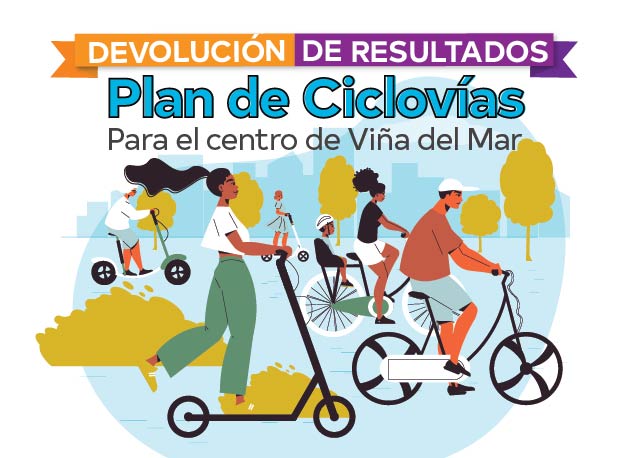 DEVOLUCIÓN DE RESULTADOS
Plan de Ciclovías
Para el centro de Viña del Mar